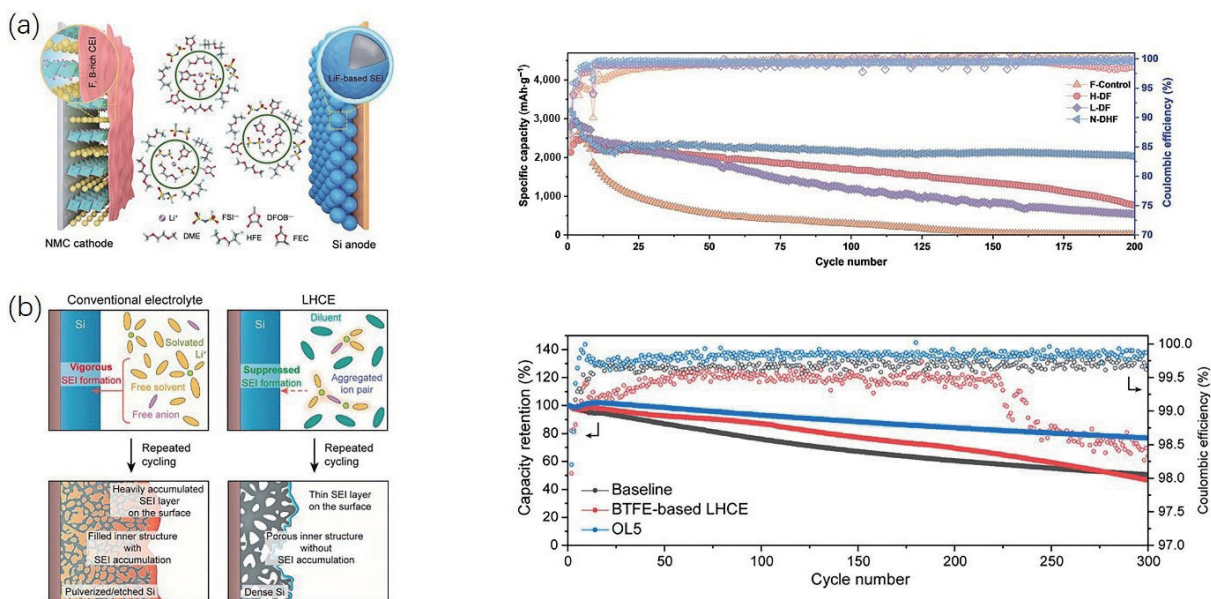 (a)
F, B-rich CEI
LiF-based SEI
NMC cathode
Si anode
Li⁺
FSI⁻
DFOB⁻
DME
HFE
FEC
Specific capacity (mAh·g⁻¹)
4,000
3,000
2,000
1,000
0
F-Control
H-DF
L-DF
N-DHF
100
95
90
85
80
75
70
Coulombic efficiency (%)
0 25 50 75 100 125 150 175 200
Cycle number
(b)
Conventional electrolyte
LHCE
Si
Solvated
Li⁺
Vigorous
SEI formation
Free solvent
Free anion
Si
Diluent
Suppressed
SEI formation
Aggregated
ion pair
Repeated
cycling
Repeated
cycling
Heavily accumulated
SEI layer
on the surface
Filled inner structure
with
SEI accumulation
Pulverized/etched Si
Thin SEI layer
on the surface
Porous inner structure
without
SEI accumulation
Dense Si
Capacity retention (%)
140
120
100
80
60
40
20
0
Baseline
BTFE-based LHCE
OL5
100.0
99.5
99.0
98.5
98.0
97.5
97.0
Coulombic efficiency (%)
0 50 100 150 200 250 300
Cycle number